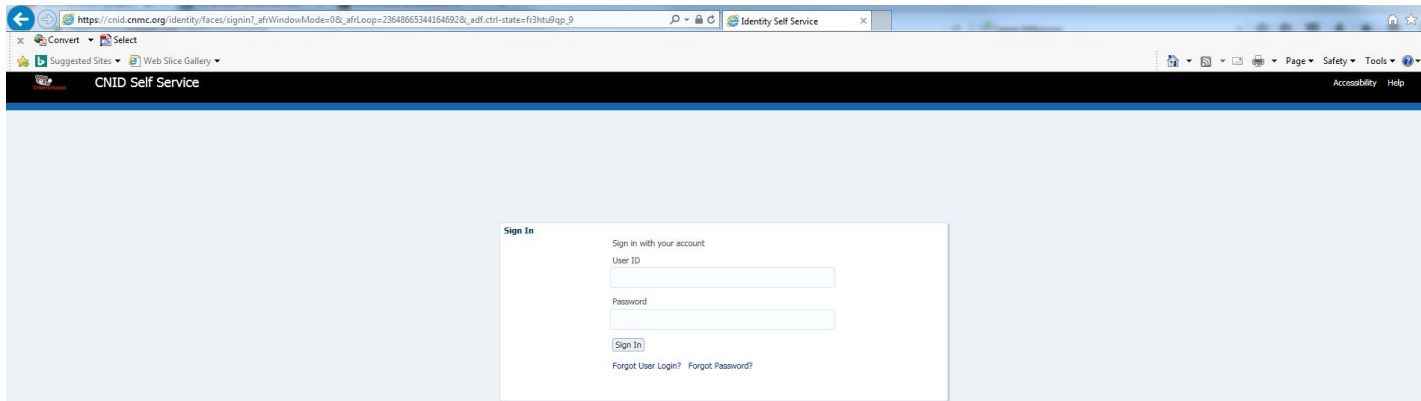 https://cnid.cnmc.org/identity/faces/signin?_afrWindowMode=0&_afrLoop=23648665344164692&_adf.ctrl-state=fr3htu9qp_9
Identity Self Service
x Convert Select
Suggested Sites Web Slice Gallery
Page Safety Tools
CNID Self Service
Accessibility Help
Sign In
Sign in with your account
User ID
Password
Sign In
Forgot User Login? Forgot Password?